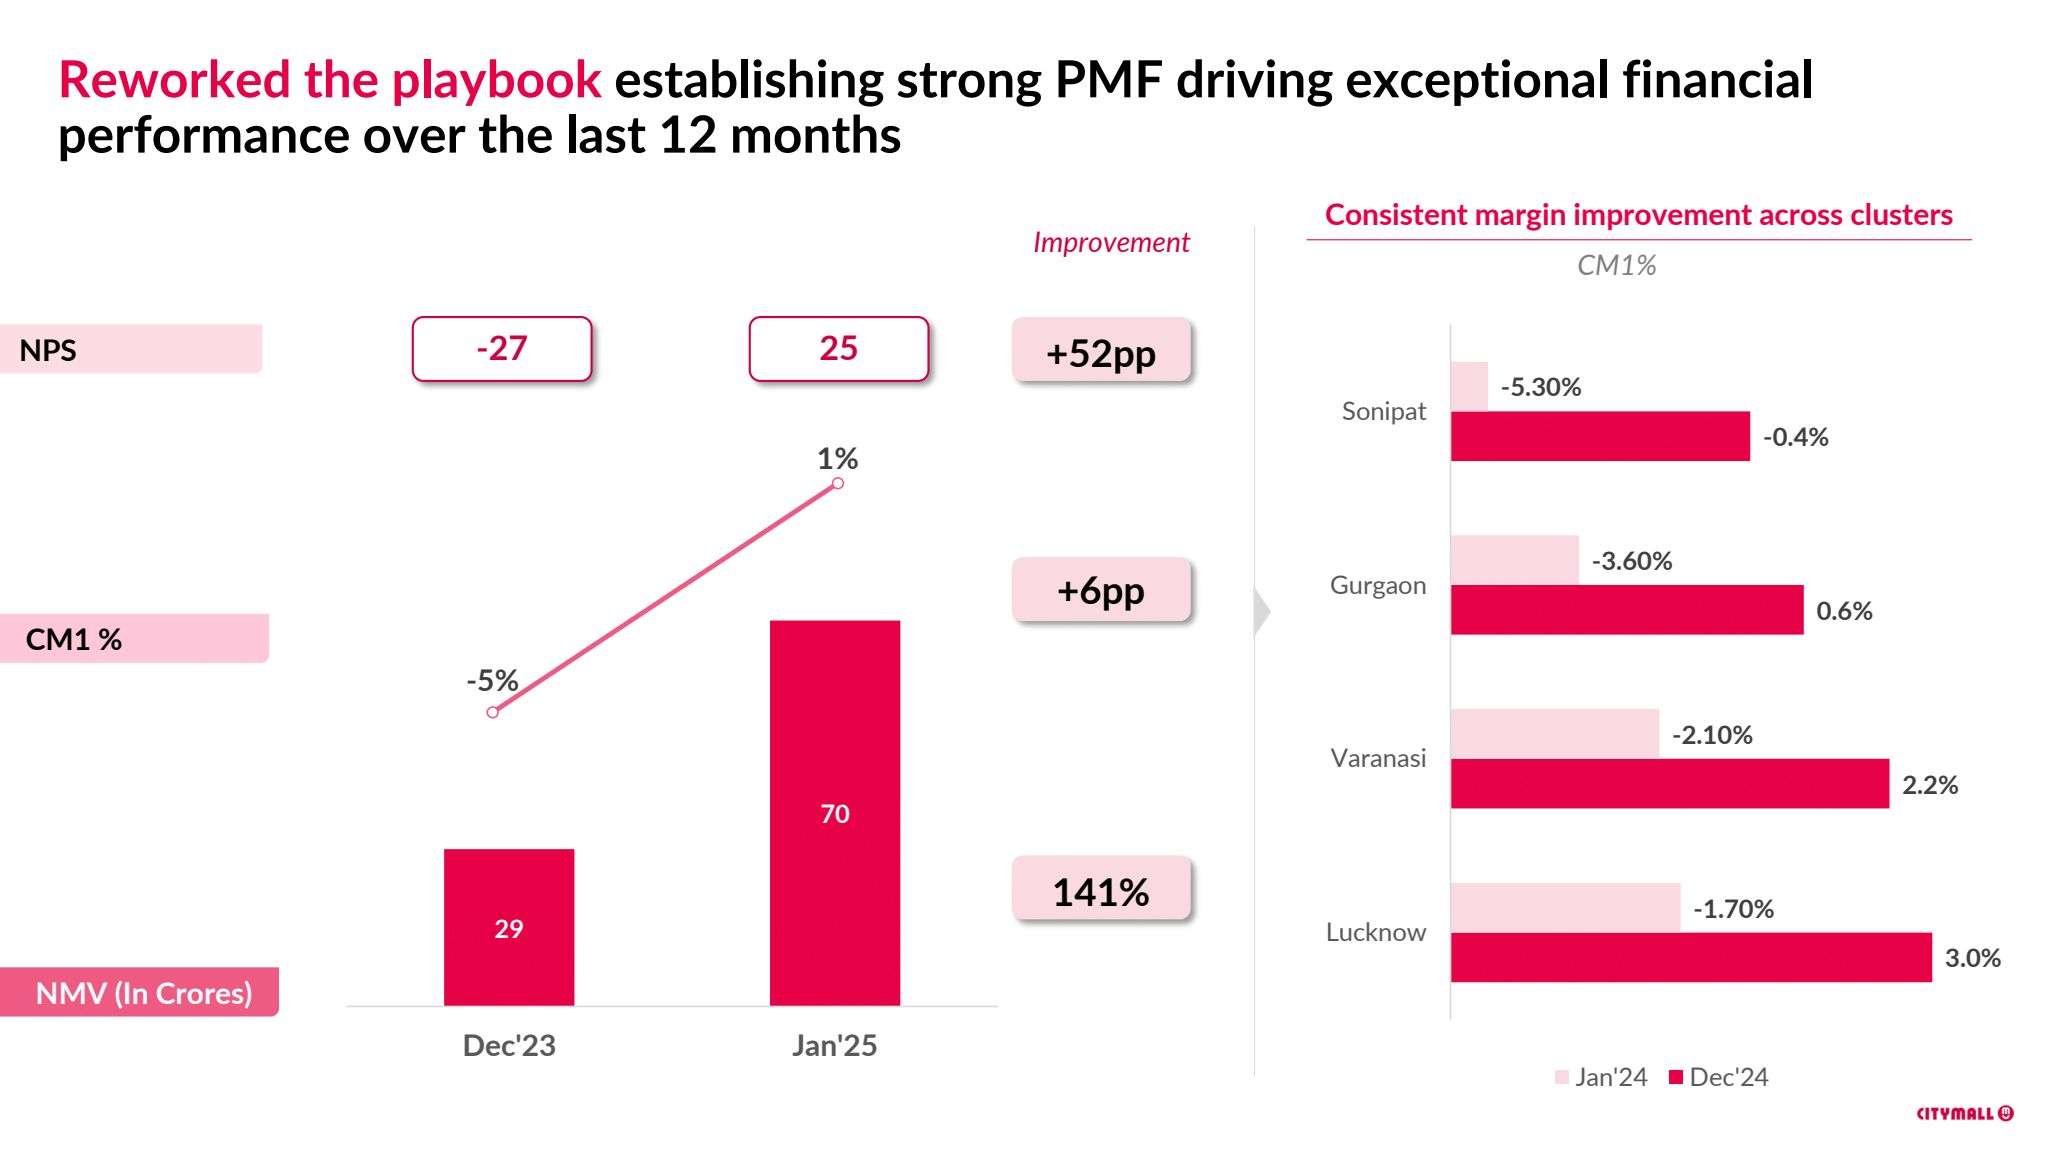 Reworked the playbook establishing strong PMF driving exceptional financial
performance over the last 12 months
Improvement
NPS
-27
25
+52pp
CM1 %
-5%
1%
+6pp
NMV (In Crores)
29
70
141%
Dec'23
Jan'25
Consistent margin improvement across clusters
CM1%
Sonipat
-5.30%
-0.4%
Gurgaon
-3.60%
0.6%
Varanasi
-2.10%
2.2%
Lucknow
-1.70%
3.0%
Jan'24
Dec'24
CITYMALL